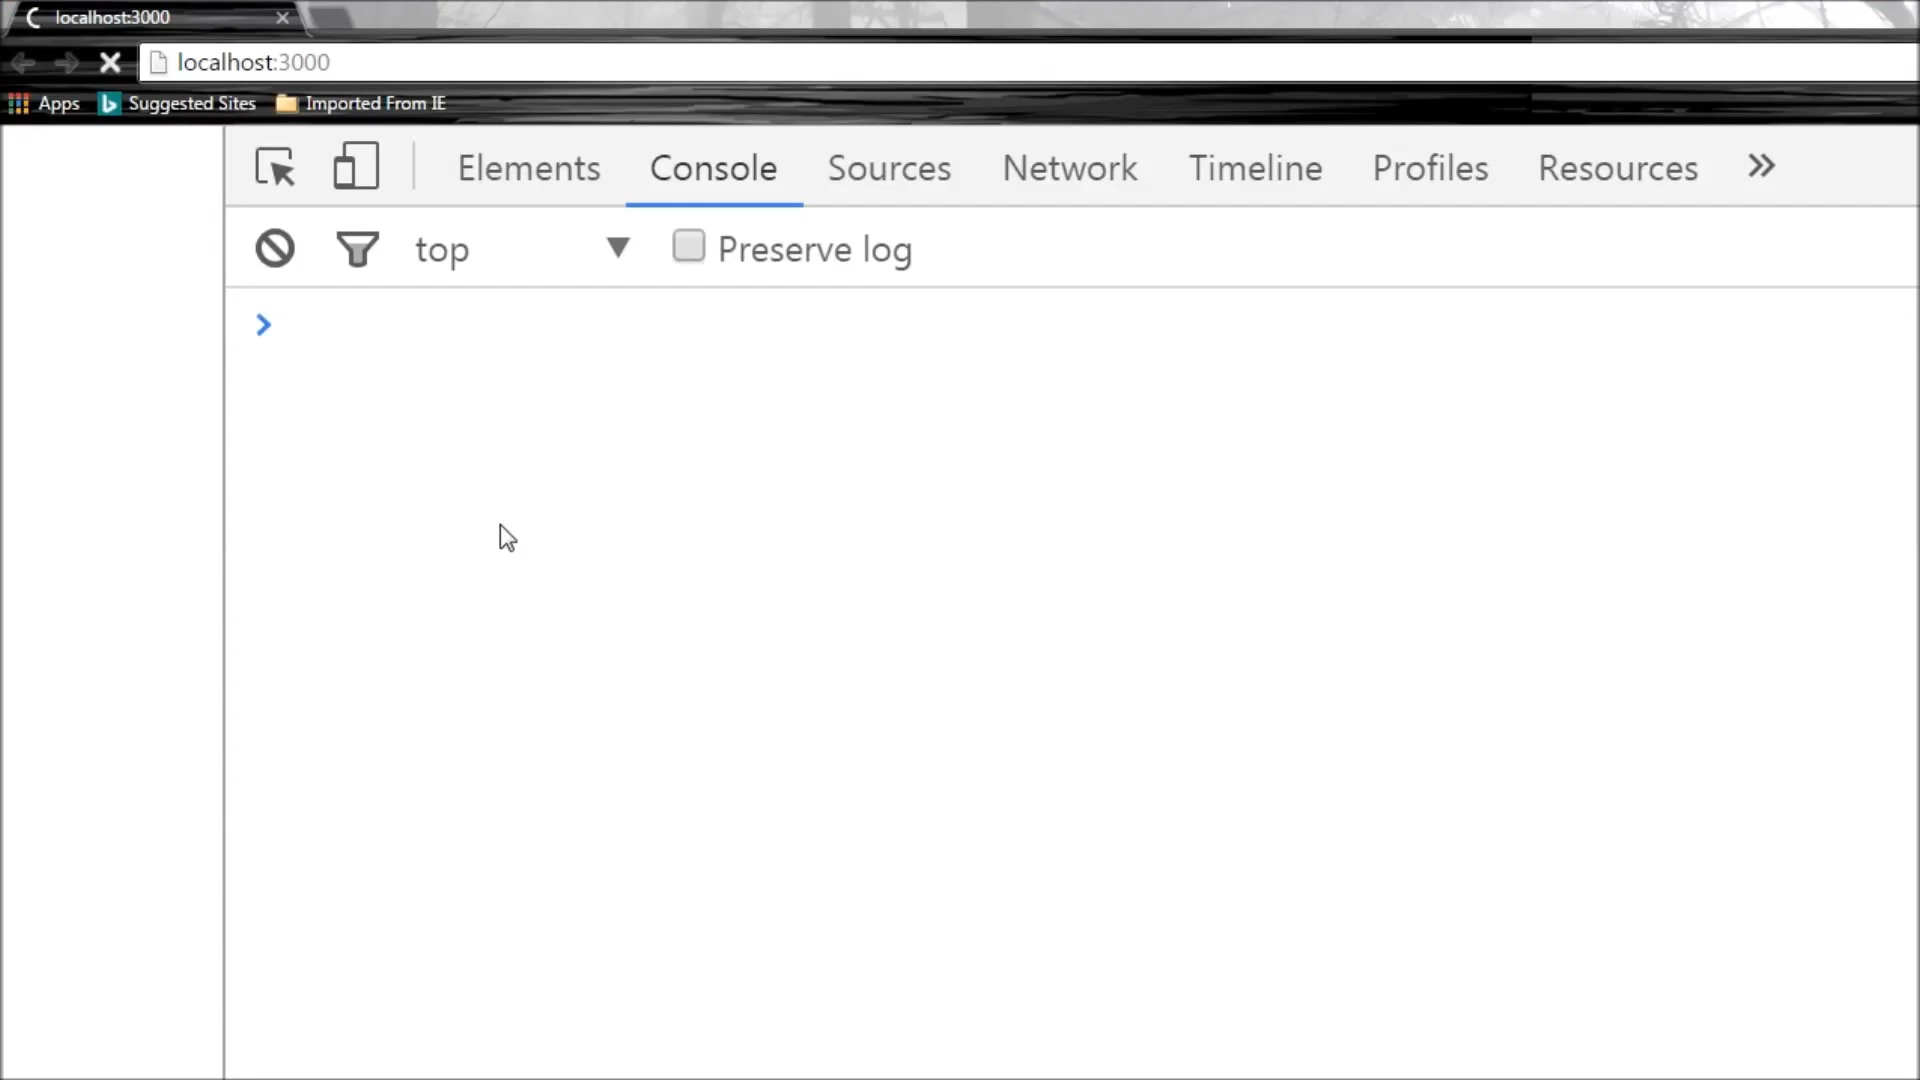 localhost:3000
localhost:3000
Apps Suggested Sites Imported From IE
Elements Console Sources Network Timeline Profiles Resources
top Preserve log